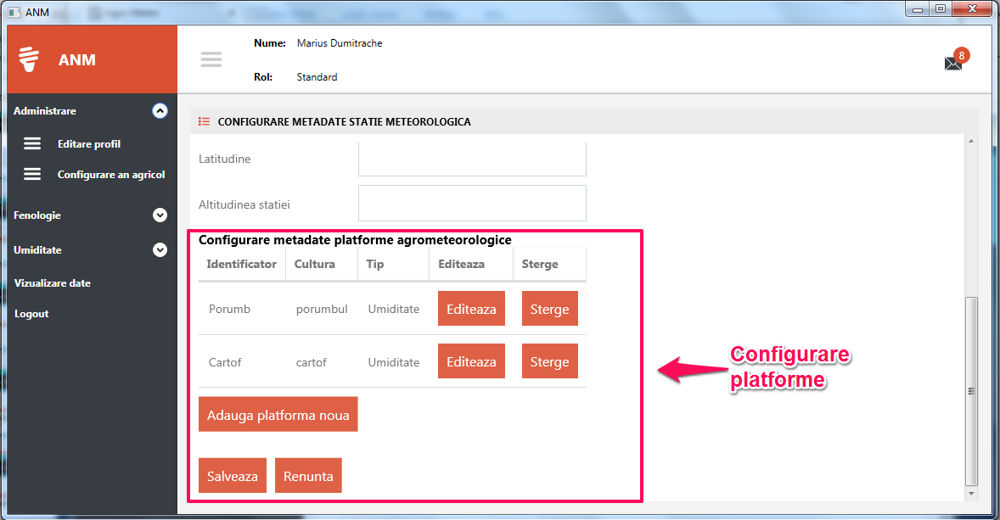 ANM
ANM
Nume: Marius Dumitrache
Rol: Standard
8
Administrare
Editare profil
Configurare an agricol
Fenologie
Umiditate
Vizualizare date
Logout
CONFIGURARE METADATE STATIE METEOROLOGICA
Latitudine
Altitudinea statiei
Configurare metadate platforme agrometeorologice
Identificator Cultura Tip Editeaza Sterge
Porumb porumbul Umiditate Editeaza Sterge
Cartof cartof Umiditate Editeaza Sterge
Adauga platforma noua
Salveaza Renunta
Configurare
platforme